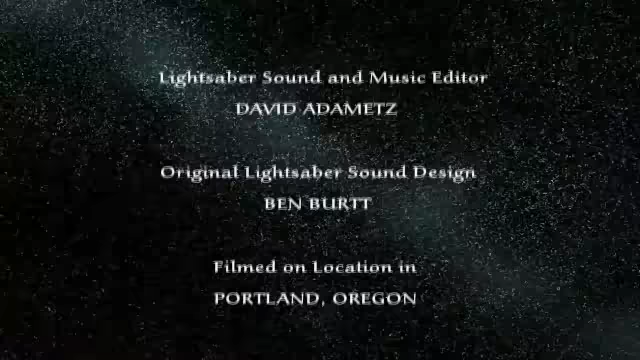 Lightsaber Sound and Music Editor
DAVID ADAMETZ
Original Lightsaber Sound Design
BEN BURTT
Filmed on Location in
PORTLAND, OREGON